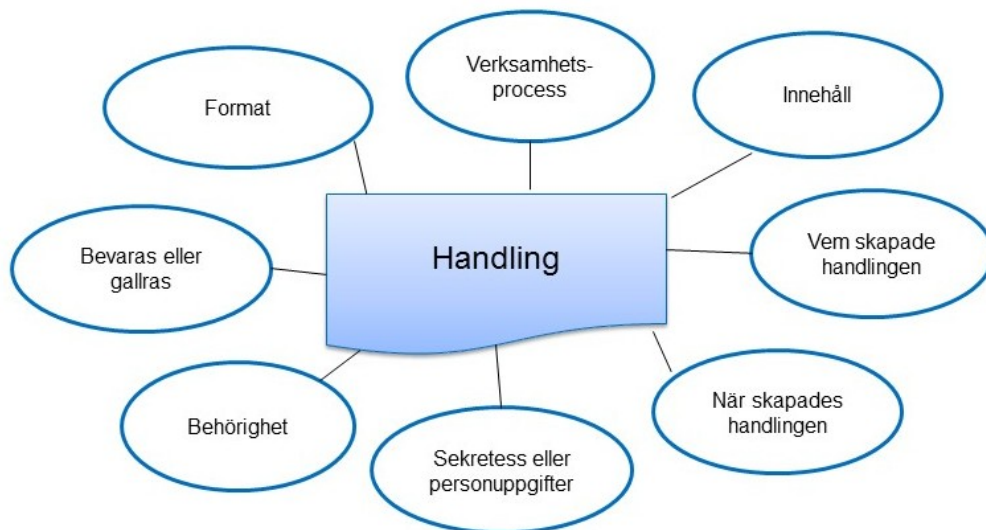 Verksamhets-
process
Format
Innehåll
Handling
Vem skapade
handlingen
Bevaras eller
gallras
När skapades
handlingen
Behörighet
Sekretess eller
personuppgifter